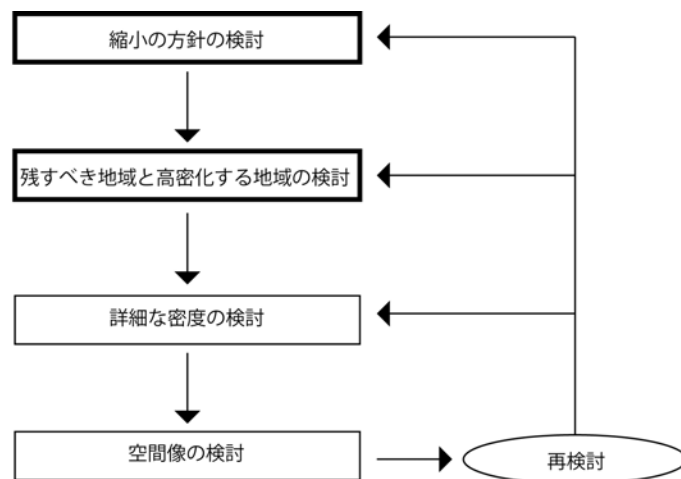 縮小の方針の検討
残すべき地域と高密化する地域の検討
詳細な密度の検討
空間像の検討
再検討